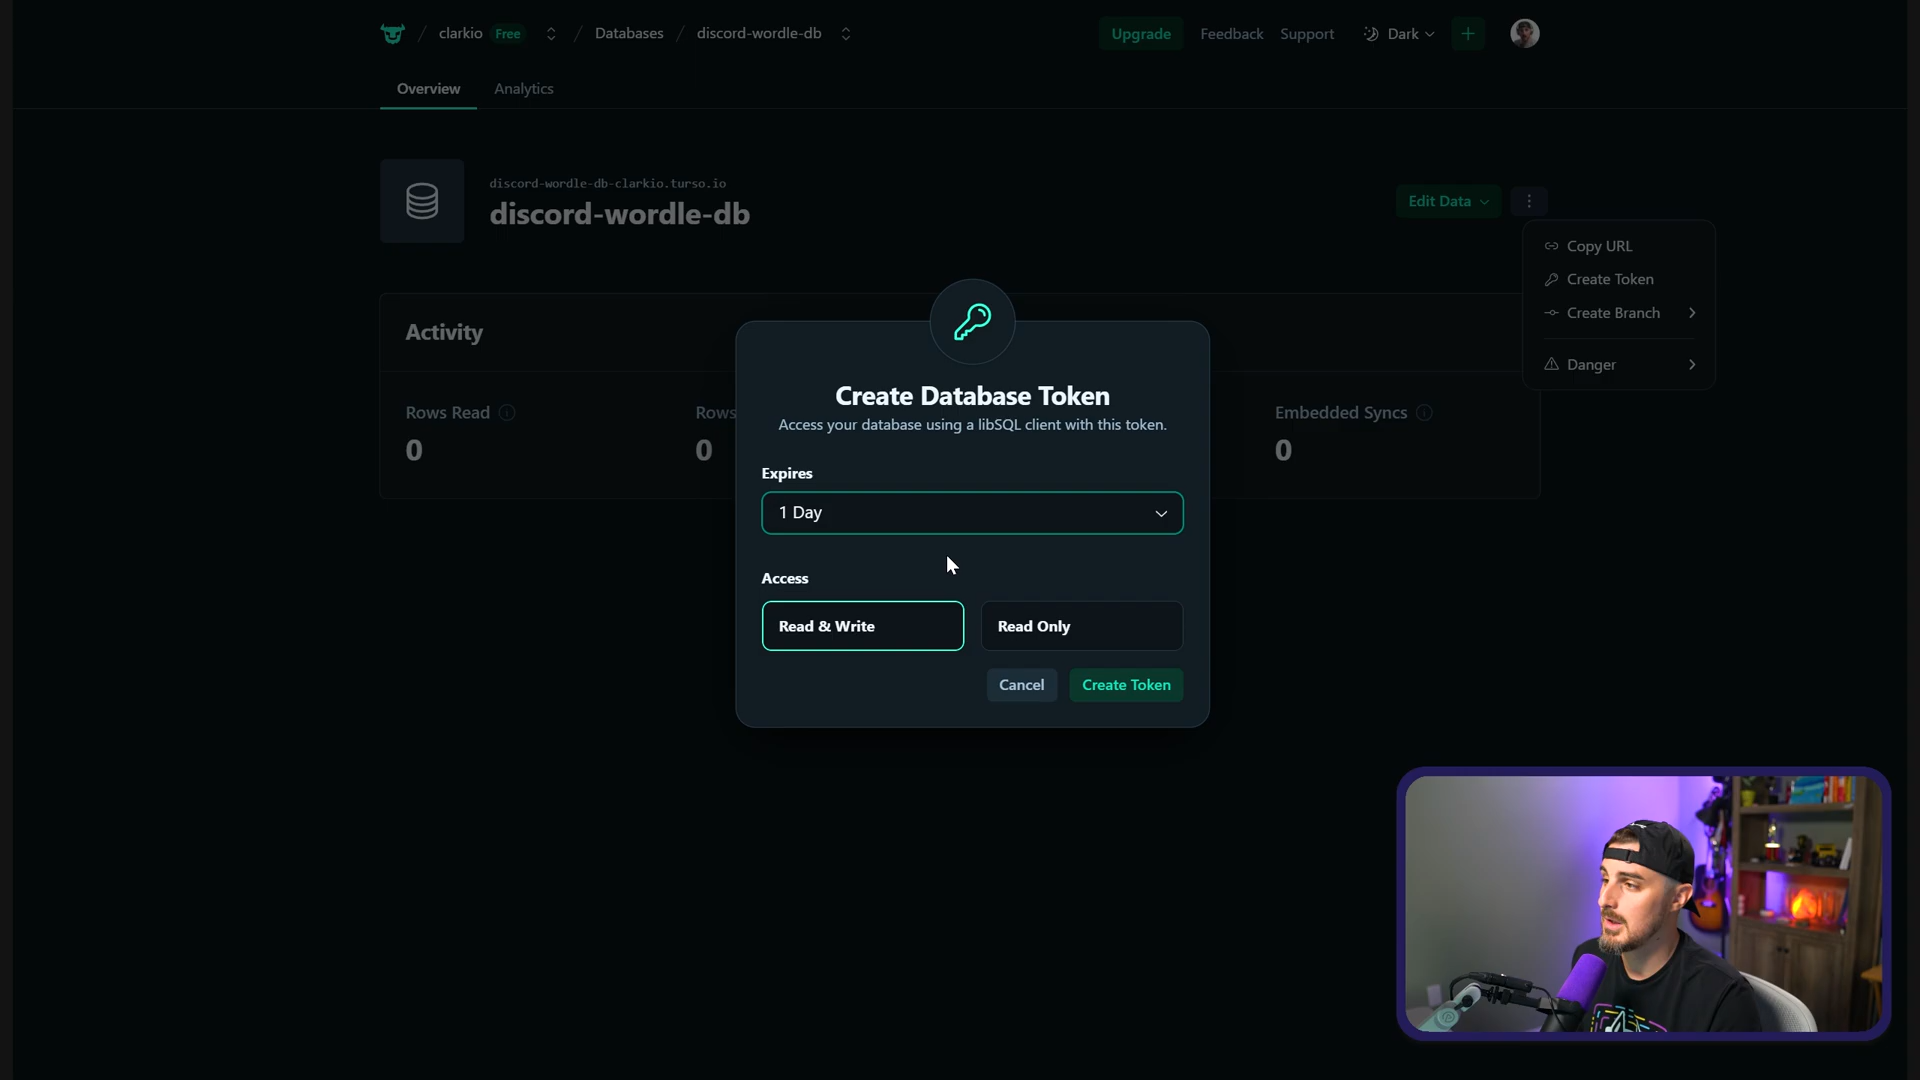 / clarkio Free / Databases / discord-wordle-db
Upgrade Feedback Support Dark +
Overview Analytics
discord-wordle-db-clarkio.turso.io
discord-wordle-db
Edit Data
Copy URL
Create Token
Create Branch
Danger
Activity
Rows Read
0
Rows
0
Embedded Syncs
0
Create Database Token
Access your database using a libSQL client with this token.
Expires
1 Day
Access
Read & Write
Read Only
Cancel
Create Token